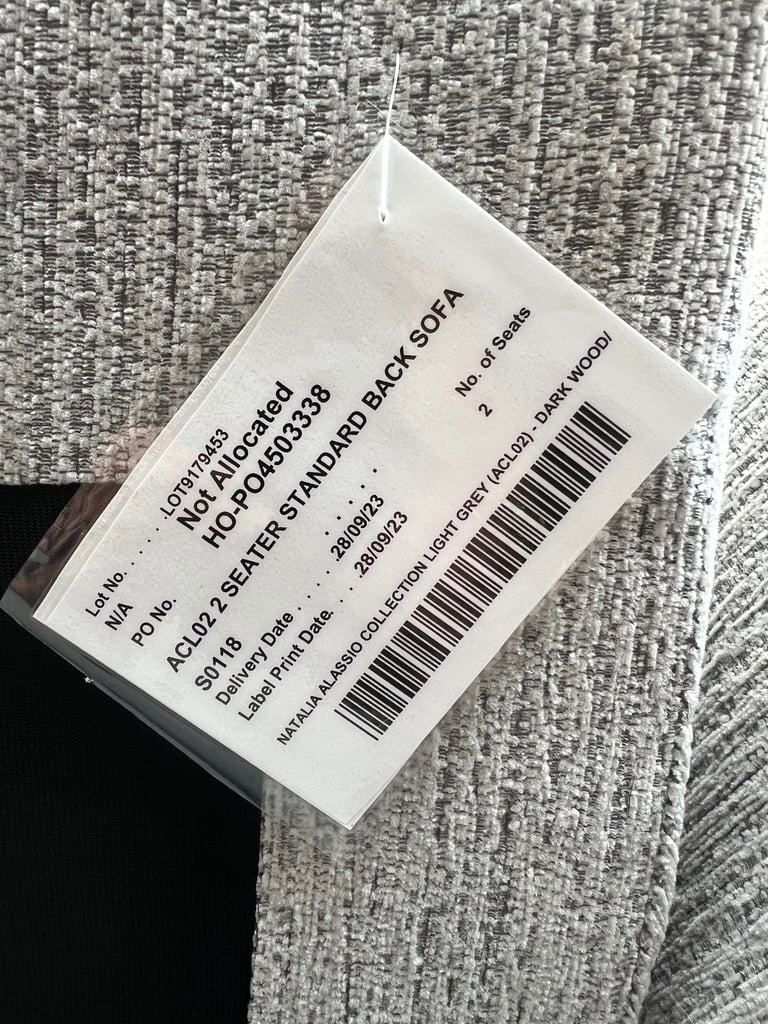 Lot No. . . . . .LOT9179453
N/A Not Allocated
PO No. HO-PO4503338
ACL02 2 SEATER STANDARD BACK SOFA
S0118 . . . . . No. of Seats
Delivery Date . . . . . 28/09/23 2
Label Print Date. . . . .28/09/23
NATALIA ALASSIO COLLECTION LIGHT GREY (ACL02) - DARK WOOD/